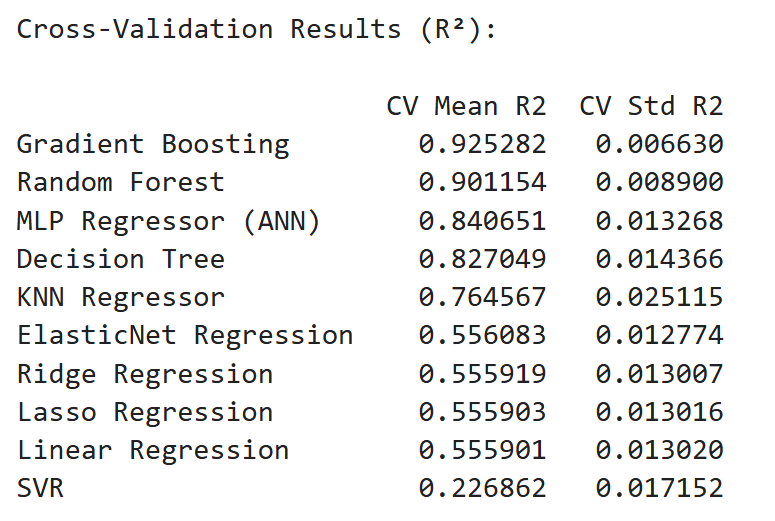 Cross-Validation Results (R²):
CV Mean R2 CV Std R2
Gradient Boosting 0.925282 0.006630
Random Forest 0.901154 0.008900
MLP Regressor (ANN) 0.840651 0.013268
Decision Tree 0.827049 0.014366
KNN Regressor 0.764567 0.025115
ElasticNet Regression 0.556083 0.012774
Ridge Regression 0.555919 0.013007
Lasso Regression 0.555903 0.013016
Linear Regression 0.555901 0.013020
SVR 0.226862 0.017152